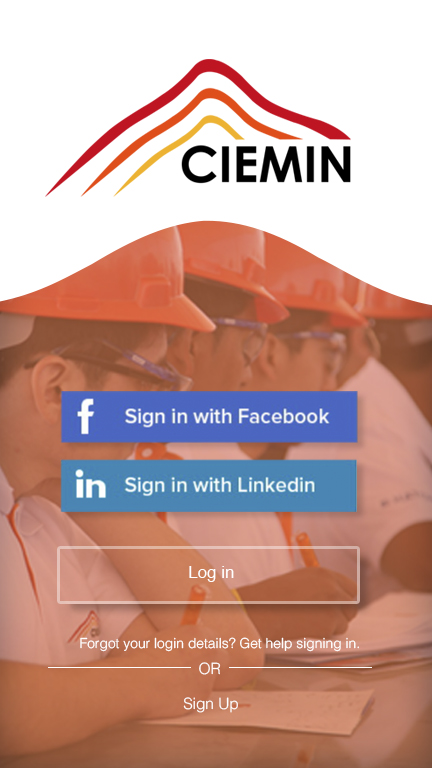 CIEMIN
f Sign in with Facebook
in Sign in with Linkedin
Log in
Forgot your login details? Get help signing in.
OR
Sign Up